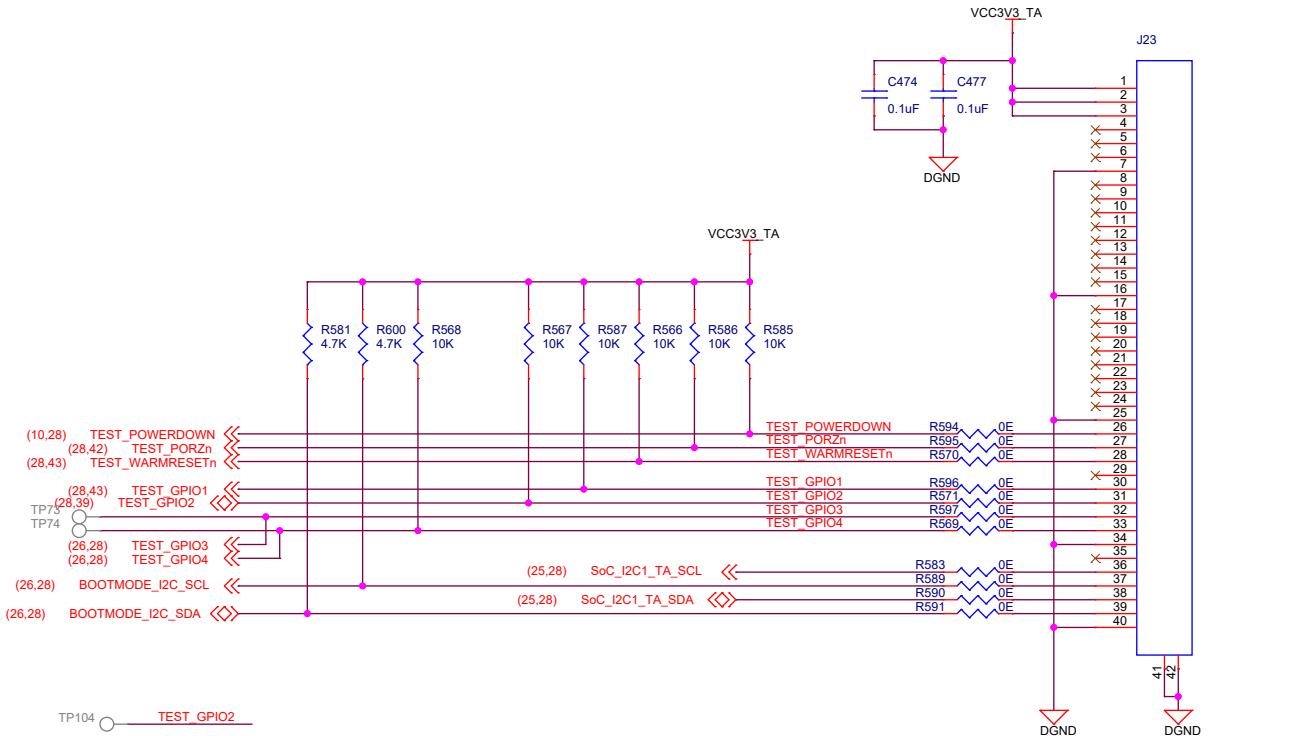 VCC3V3_TA
J23
C474
0.1uF
C477
0.1uF
DGND
1
2
3
4
5
6
7
8
9
10
11
12
13
14
15
16
17
18
19
20
21
22
23
24
25
26
27
28
29
30
31
32
33
34
35
36
37
38
39
40
41
42
VCC3V3_TA
R581
4.7K
R600
4.7K
R568
10K
R567
10K
R587
10K
R566
10K
R586
10K
R585
10K
(10,28) TEST_POWERDOWN
TEST_POWERDOWN R594 0E
(28,42) TEST_PORZn
TEST_PORZn R595 0E
(28,43) TEST_WARMRESETn
TEST_WARMRESETn R570 0E
(28,43) TEST_GPIO1
TEST_GPIO1 R596 0E
(28,39) TEST_GPIO2
TEST_GPIO2 R571 0E
TP73
TEST_GPIO3 R597 0E
TP74
TEST_GPIO4 R569 0E
(26,28) TEST_GPIO3
(26,28) TEST_GPIO4
(25,28) SoC_I2C1_TA_SCL R583 0E
(26,28) BOOTMODE_I2C_SCL R589 0E
(25,28) SoC_I2C1_TA_SDA R590 0E
(26,28) BOOTMODE_I2C_SDA R591 0E
TP104 TEST_GPIO2
DGND
DGND